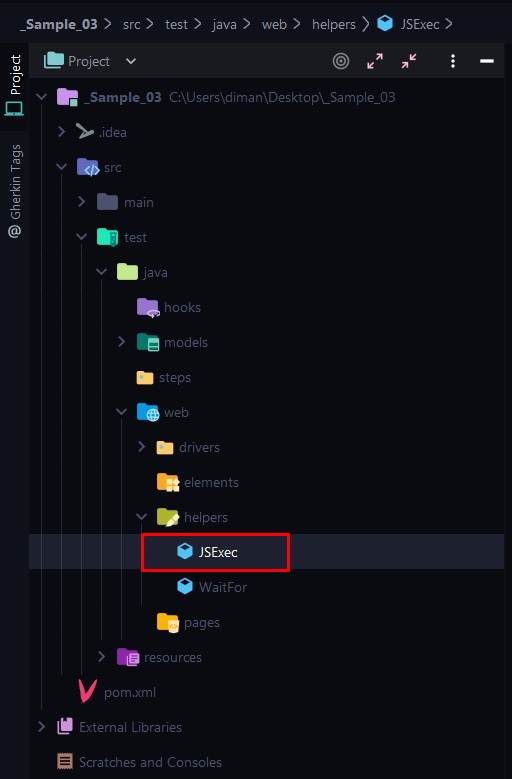 _Sample_03 > src > test > java > web > helpers > JSExec >
Project
Project
_Sample_03 C:\Users\diman\Desktop\_Sample_03
.idea
src
main
test
java
hooks
models
steps
web
drivers
elements
helpers
JSExec
WaitFor
pages
resources
pom.xml
External Libraries
Scratches and Consoles
@ Gherkin Tags